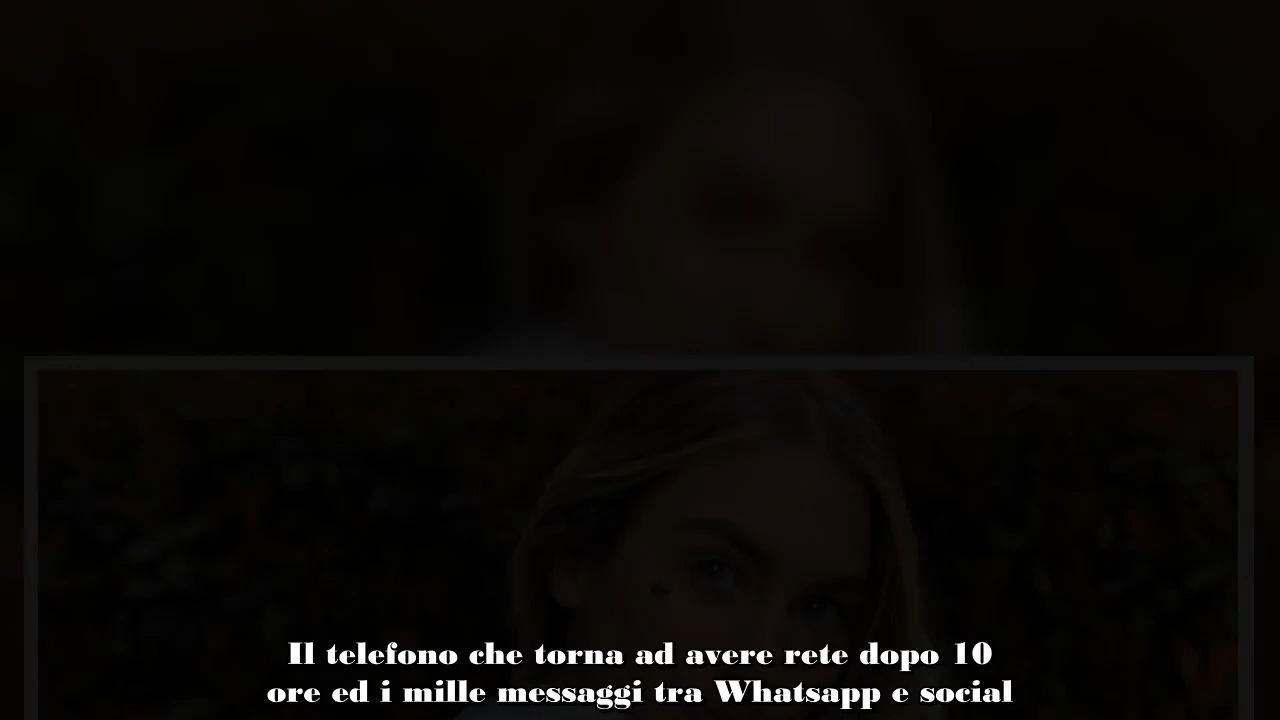 Il telefono che torna ad avere rete dopo 10
ore ed i mille messaggi tra Whatsapp e social